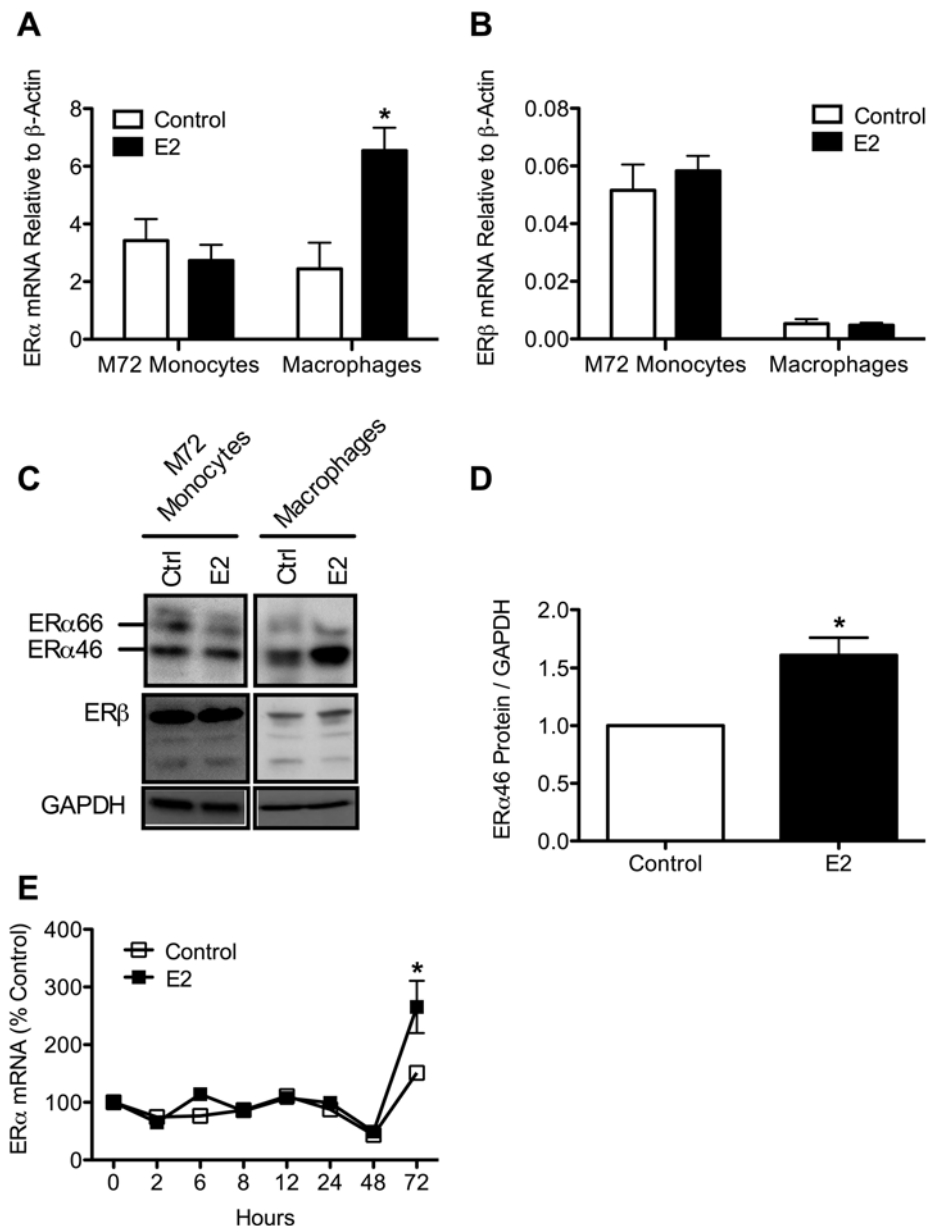 A
ERα mRNA Relative to β-Actin
8
6
4
2
0
Control
E2
*
M72 Monocytes
Macrophages
B
ERβ mRNA Relative to β-Actin
0.08
0.06
0.04
0.02
0.00
Control
E2
M72 Monocytes
Macrophages
C
M72
Monocytes
Macrophages
Ctrl
E2
Ctrl
E2
ERα66
ERα46
ERβ
GAPDH
D
ERα46 Protein / GAPDH
2.0
1.5
1.0
0.5
0.0
*
Control
E2
E
ERα mRNA (% Control)
400
300
200
100
0
Control
E2
*
0
2
6
8
12
24
48
72
Hours